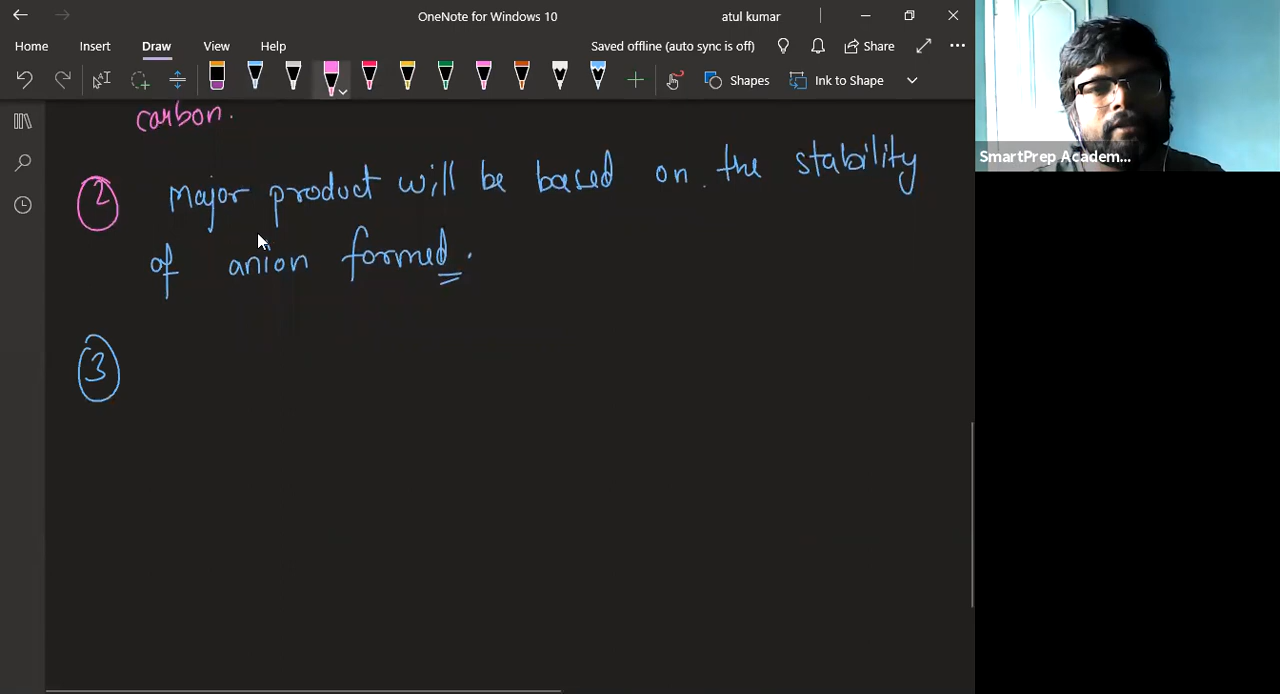 OneNote for Windows 10
atul kumar
Home Insert Draw View Help
Saved offline (auto sync is off)
Share
Shapes
Ink to Shape
SmartPrep Academ...
carbon.
2 Major product will be based on the stability
of anion formed.
3